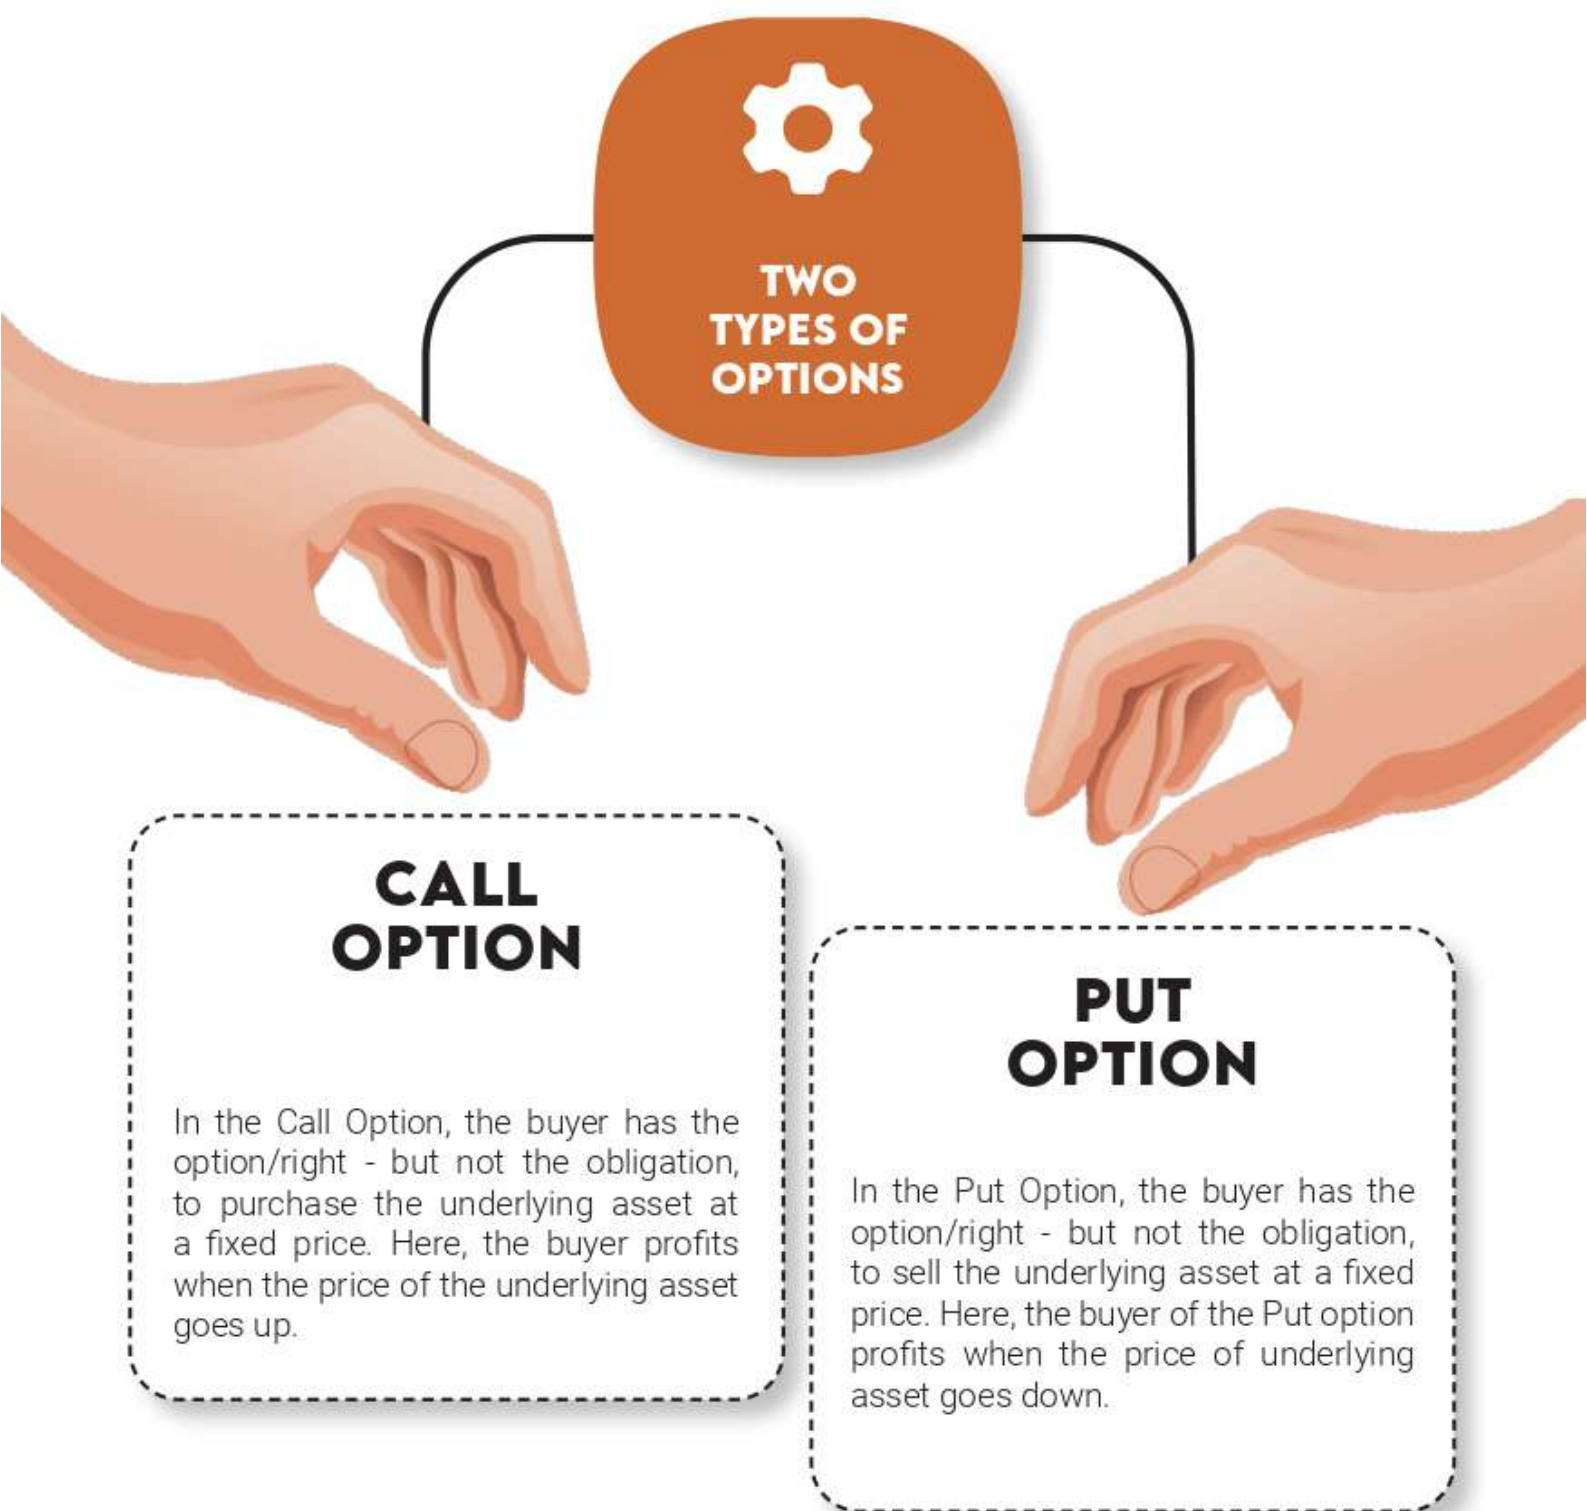 TWO
TYPES OF
OPTIONS
CALL
OPTION
In the Call Option, the buyer has the
option/right - but not the obligation,
to purchase the underlying asset at
a fixed price. Here, the buyer profits
when the price of the underlying asset
goes up.
PUT
OPTION
In the Put Option, the buyer has the
option/right - but not the obligation,
to sell the underlying asset at a fixed
price. Here, the buyer of the Put option
profits when the price of underlying
asset goes down.